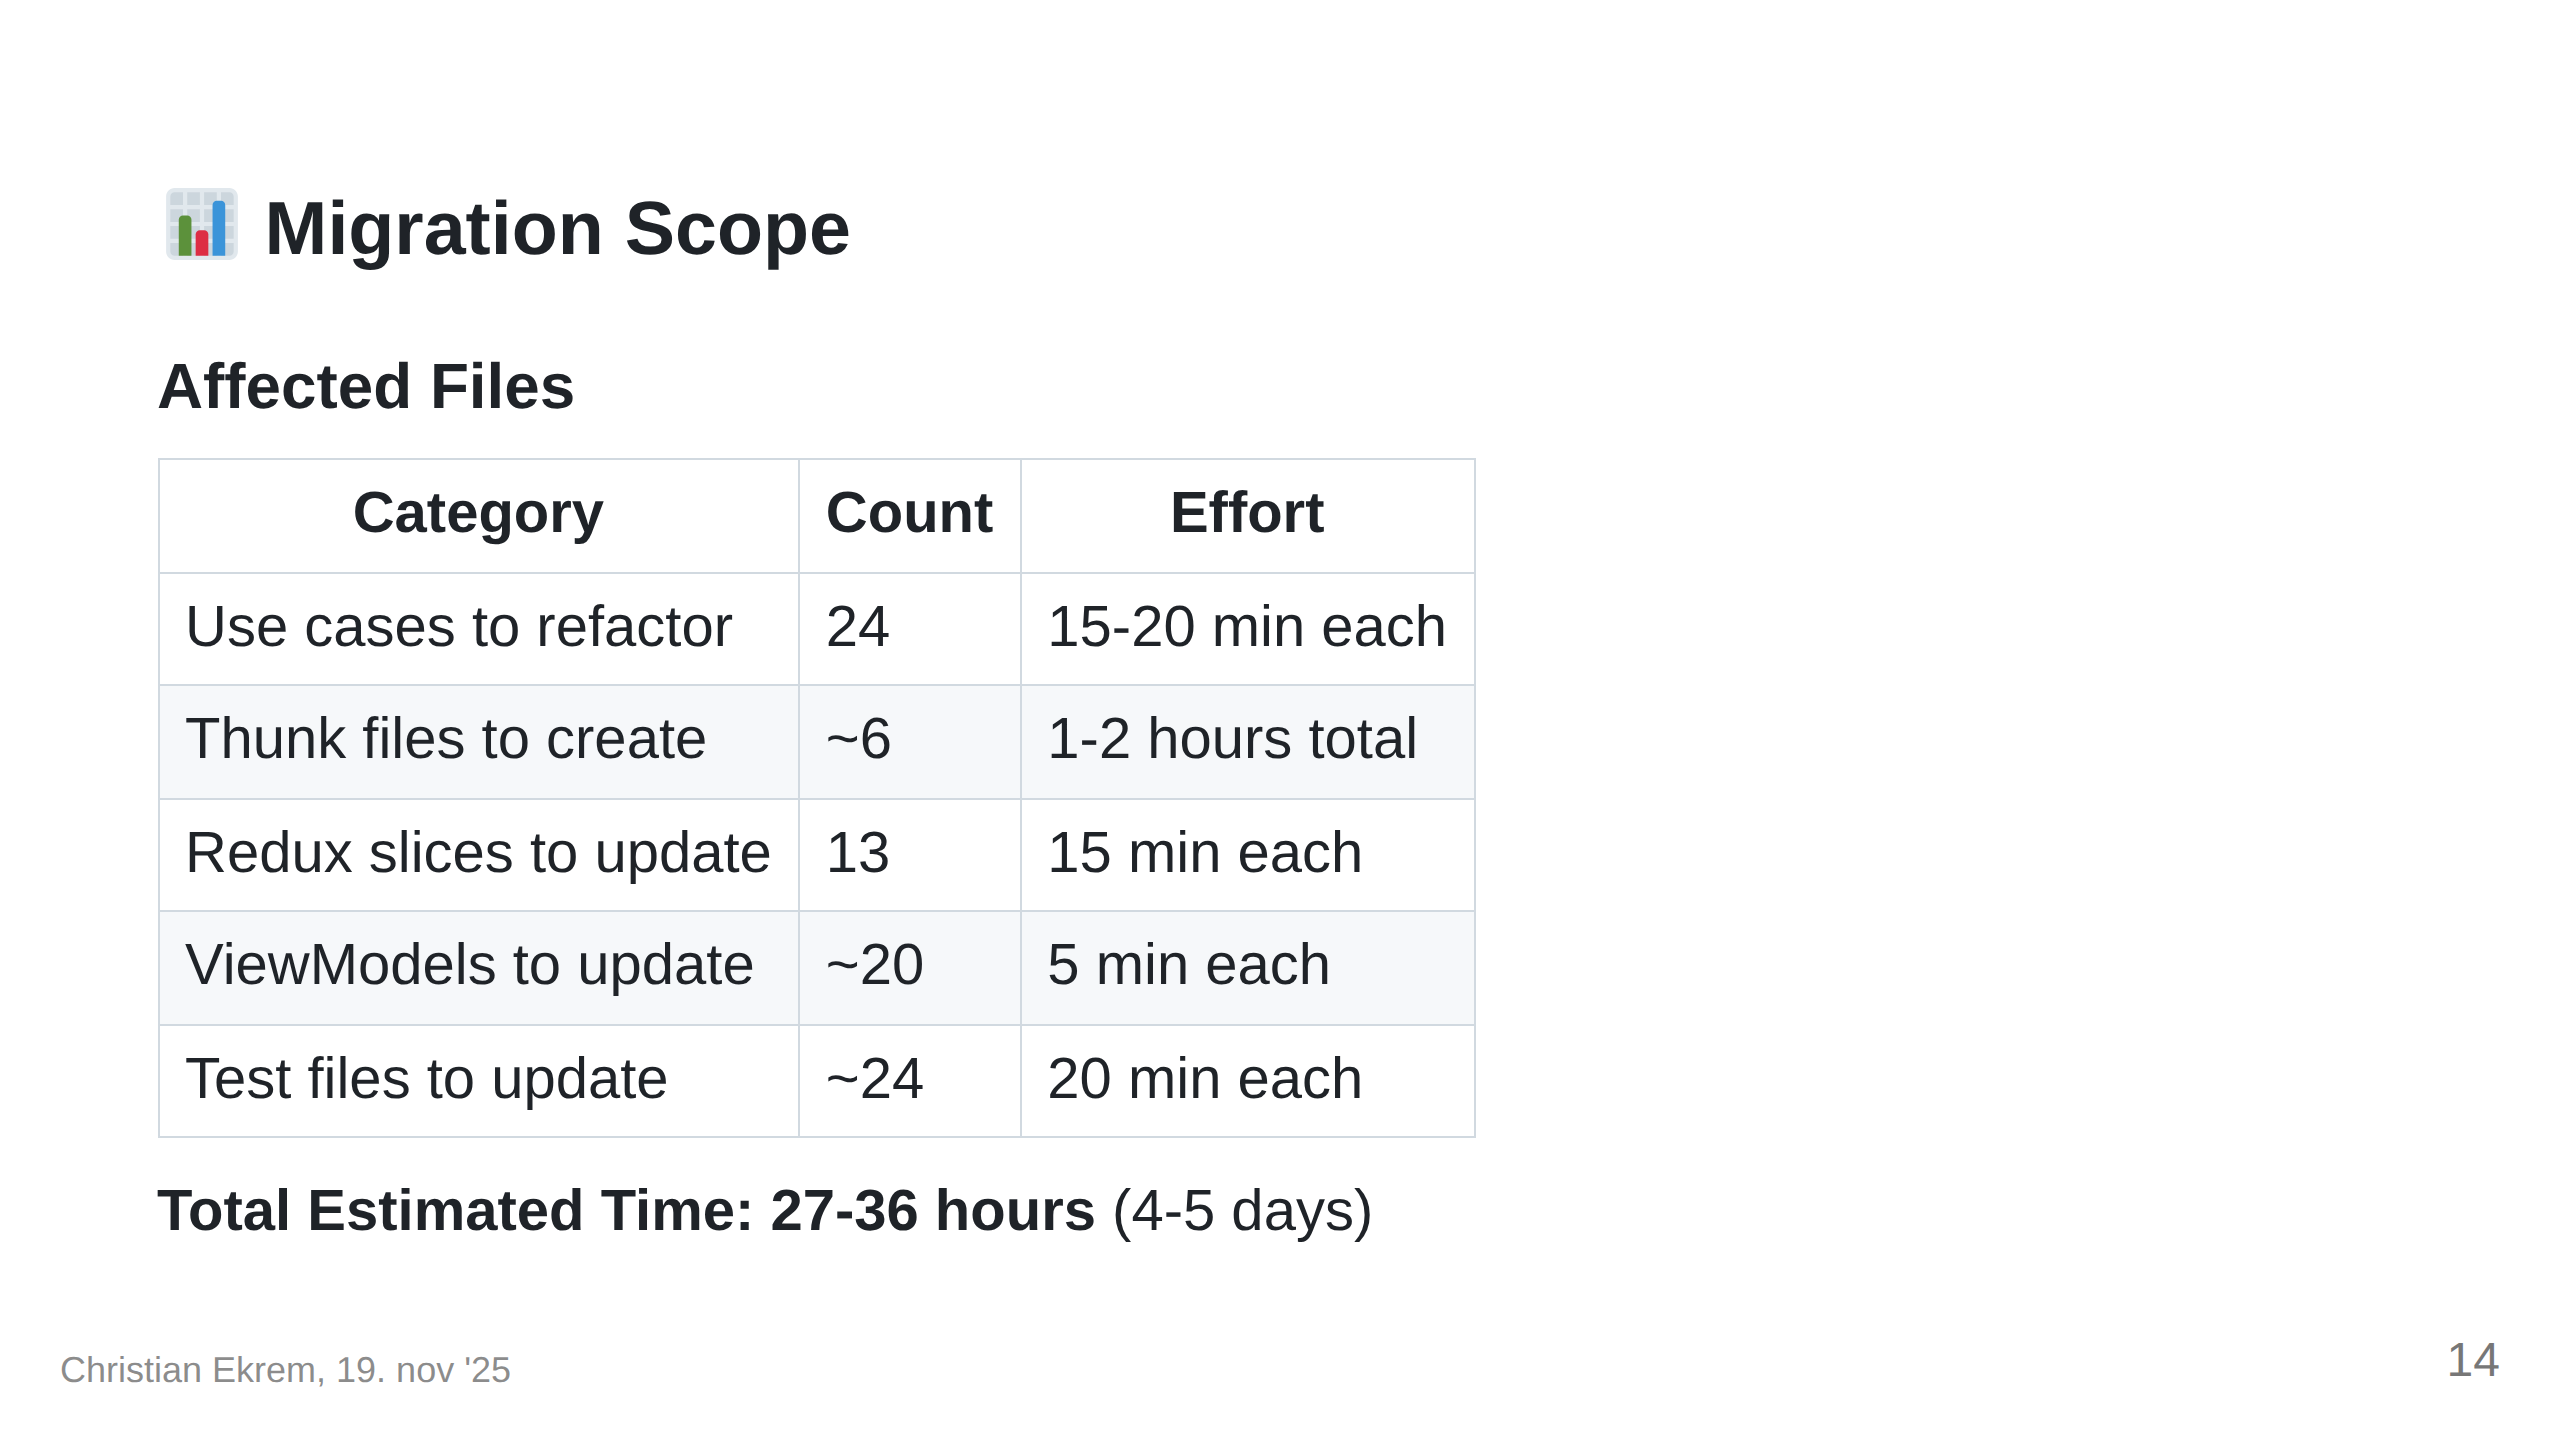 Migration Scope
Affected Files
Category Count Effort
Use cases to refactor 24 15-20 min each
Thunk files to create ~6 1-2 hours total
Redux slices to update 13 15 min each
ViewModels to update ~20 5 min each
Test files to update ~24 20 min each
Total Estimated Time: 27-36 hours (4-5 days)
Christian Ekrem, 19. nov '25
14